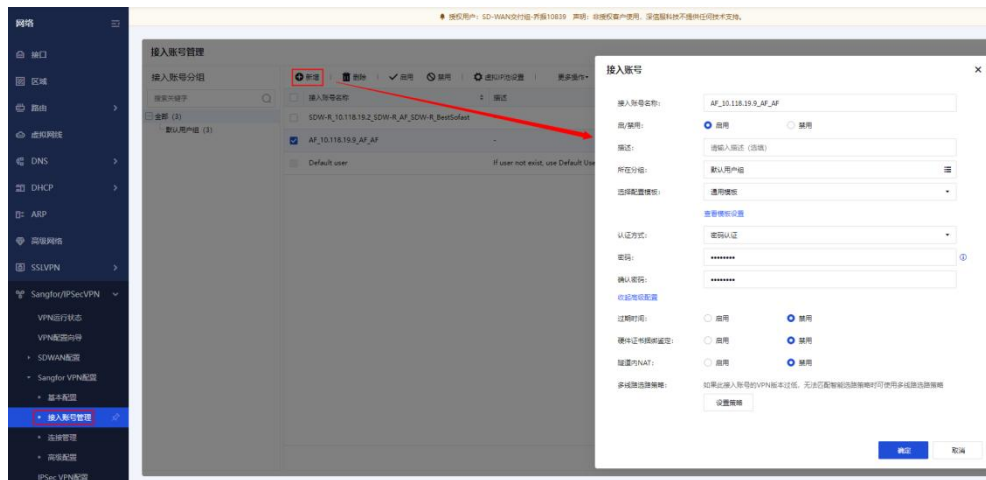 授权用户：SD-WAN交付组-齐振10839 声明：非授权客户使用，深信服科技不提供任何技术支持。
网络
接口
区域
路由
虚拟网线
DNS
DHCP
ARP
高级网络
SSLVPN
Sangfor/IPSecVPN
VPN运行状态
VPN配置向导
SDWAN配置
Sangfor VPN配置
基本配置
接入账号管理
连接管理
高级配置
IPSec VPN配置
接入账号管理
接入账号分组
搜索关键字
全部 (3)
默认用户组 (3)
新增 删除 启用 禁用 虚拟IP池设置 更多操作
接入账号名称 描述
SDW-R_10.118.19.2_SDW-R_AF_SDW-R_BestSofast
AF_10.118.19.9_AF_AF -
Default user If user not exist, use Default Use
接入账号
接入账号名称： AF_10.118.19.9_AF_AF
启/禁用： 启用 禁用
描述： 请输入描述（选填）
所在分组： 默认用户组
选择配置模板： 通用模板
查看模板设置
认证方式： 密码认证
密码： ••••••••
确认密码： ••••••••
收起高级配置
过期时间： 启用 禁用
硬件证书捆绑鉴定： 启用 禁用
隧道内NAT： 启用 禁用
多线路选路策略： 如果此接入账号的VPN版本过低，无法匹配智能选路策略时可使用多线路选路策略
设置策略
确定 取消